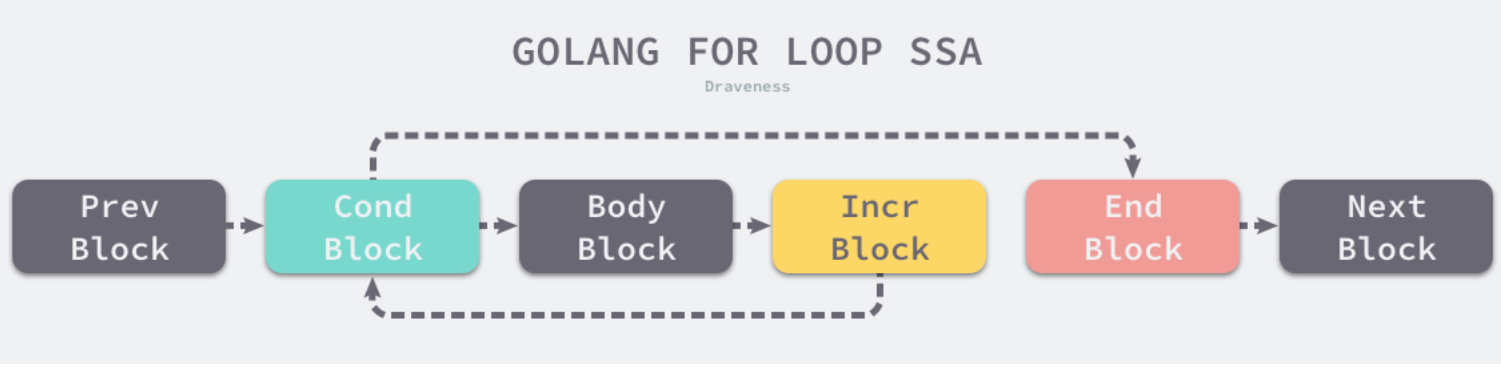 GOLANG FOR LOOP SSA
Draveness
Prev
Block
Cond
Block
Body
Block
Incr
Block
End
Block
Next
Block